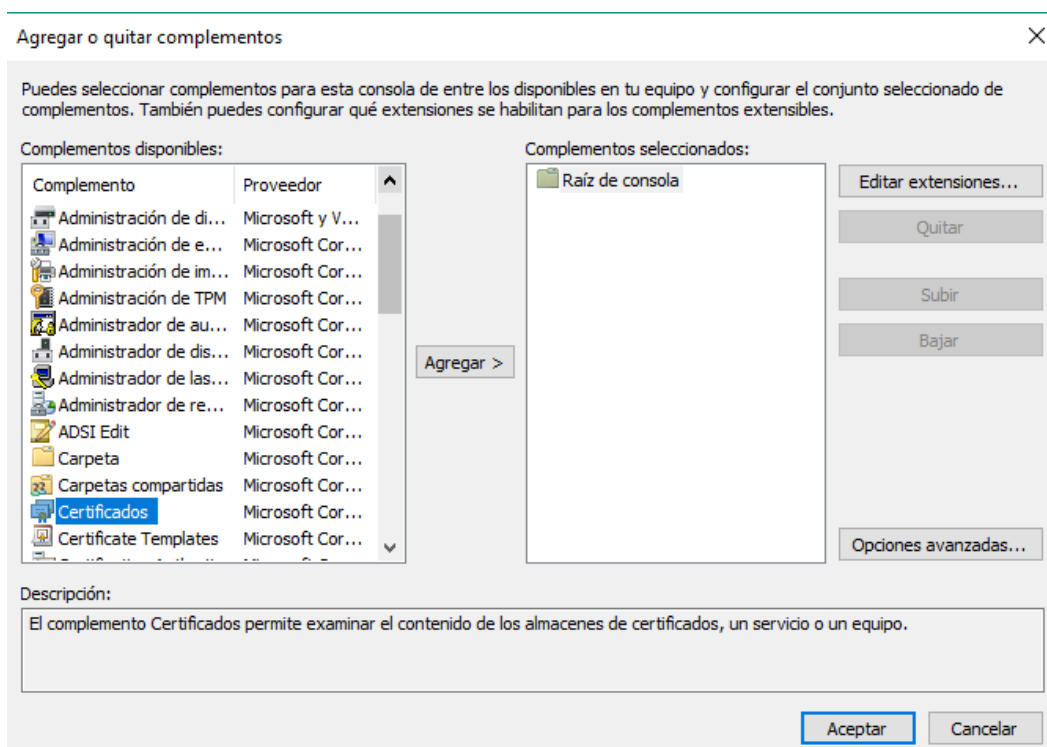 Agregar o quitar complementos
Puedes seleccionar complementos para esta consola de entre los disponibles en tu equipo y configurar el conjunto seleccionado de
complementos. También puedes configurar qué extensiones se habilitan para los complementos extensibles.
Complementos disponibles:
Complemento Proveedor
Administración de di... Microsoft y V...
Administración de e... Microsoft Cor...
Administración de im... Microsoft Cor...
Administración de TPM Microsoft Cor...
Administrador de au... Microsoft Cor...
Administrador de dis... Microsoft Cor...
Administrador de las... Microsoft Cor...
Administrador de re... Microsoft Cor...
ADSI Edit Microsoft Cor...
Carpeta Microsoft Cor...
Carpetas compartidas Microsoft Cor...
Certificados Microsoft Cor...
Certificate Templates Microsoft Cor...
Agregar >
Complementos seleccionados:
Raíz de consola
Editar extensiones...
Quitar
Subir
Bajar
Opciones avanzadas...
Descripción:
El complemento Certificados permite examinar el contenido de los almacenes de certificados, un servicio o un equipo.
Aceptar Cancelar